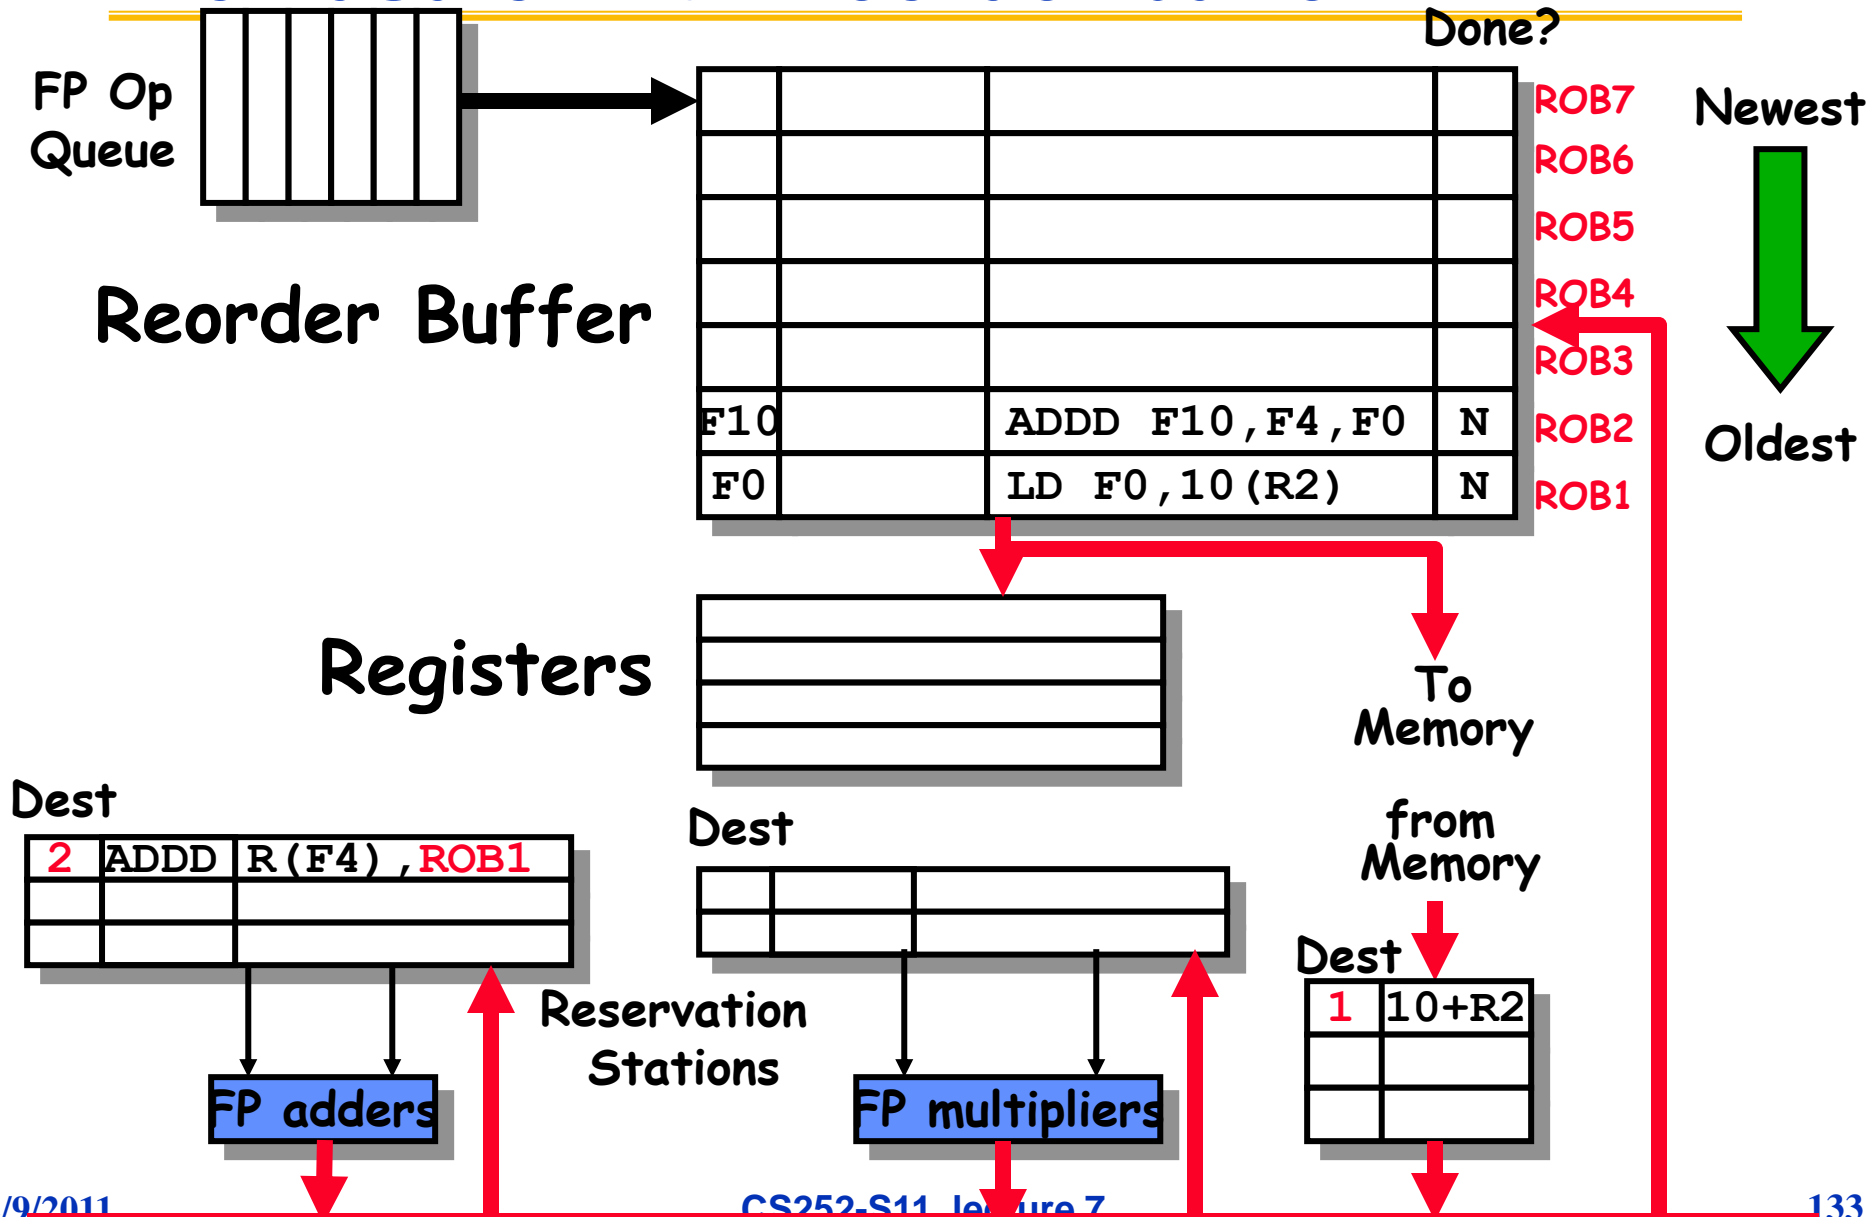 Done?
FP Op
Queue
ROB7
Newest
ROB6
ROB5
Reorder Buffer
ROB4
ROB3
F10 ADDD F10,F4,F0 N ROB2
Oldest
F0 LD F0,10(R2) N ROB1
Registers
To
Memory
Dest
2 ADDD R(F4),ROB1
Dest
from
Memory
Dest
1 10+R2
Reservation
Stations
FP adders
FP multipliers
/9/2011
CS252-S11, lecture 7
133